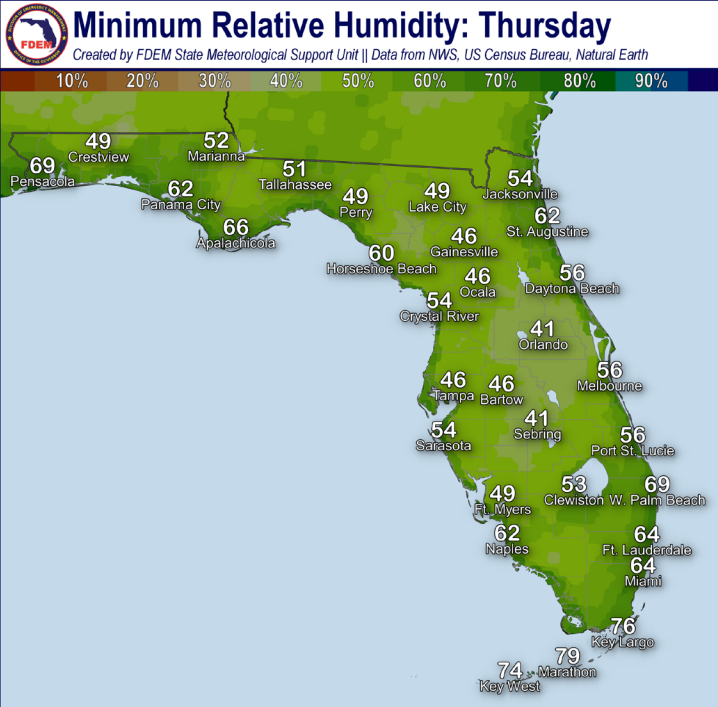 DIVISION OF EMERGENCY MANAGEMENT
FDEM
Minimum Relative Humidity: Thursday
Created by FDEM State Meteorological Support Unit || Data from NWS, US Census Bureau, Natural Earth
10% 20% 30% 40% 50% 60% 70% 80% 90%
49
Crestview
52
Marianna
69
Pensacola
51
Tallahassee
62
Panama City
49
Perry
49
Lake City
54
Jacksonville
66
Apalachicola
62
St. Augustine
46
Gainesville
60
Horseshoe Beach
46
Ocala
56
Daytona Beach
54
Crystal River
41
Orlando
46
Tampa
46
Bartow
56
Melbourne
41
Sebring
54
Sarasota
56
Port St. Lucie
49
Ft. Myers
53
Clewiston
69
W. Palm Beach
62
Naples
64
Ft. Lauderdale
64
Miami
76
Key Largo
79
Marathon
74
Key West